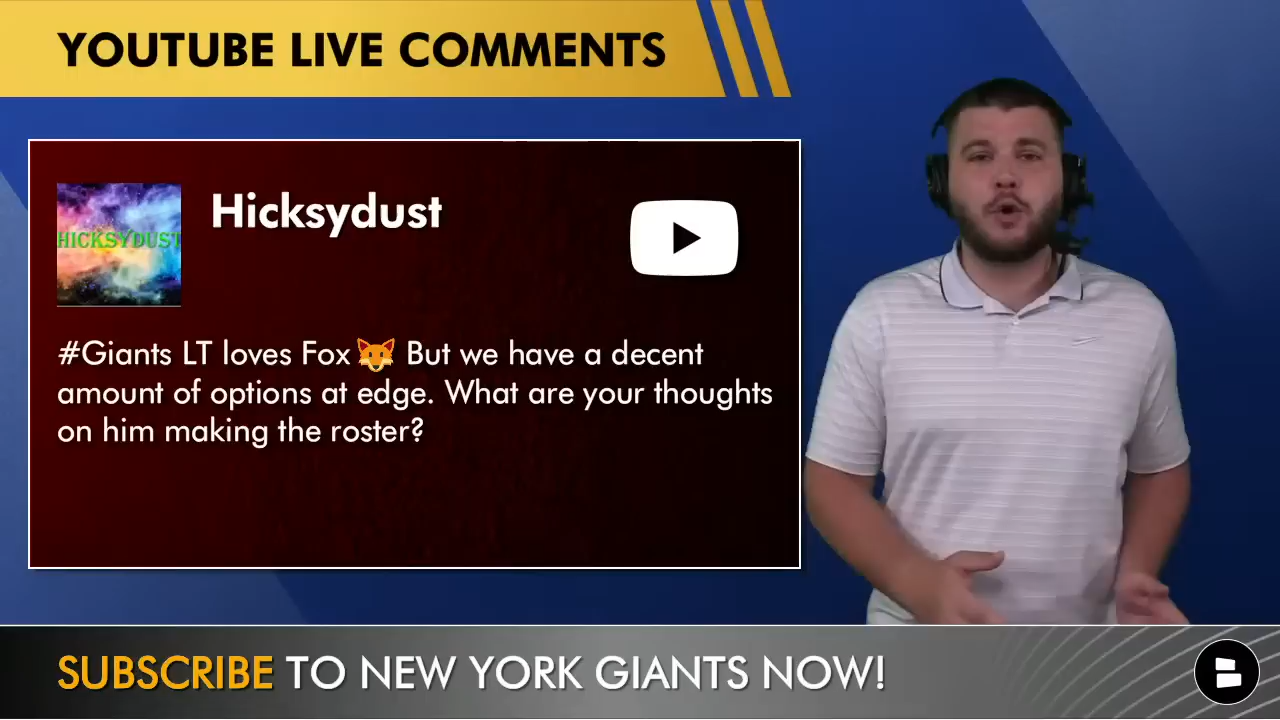 YOUTUBE LIVE COMMENTS
Hicksydust
HICKSYDUST
#Giants LT loves Fox🦊 But we have a decent
amount of options at edge. What are your thoughts
on him making the roster?
SUBSCRIBE TO NEW YORK GIANTS NOW!